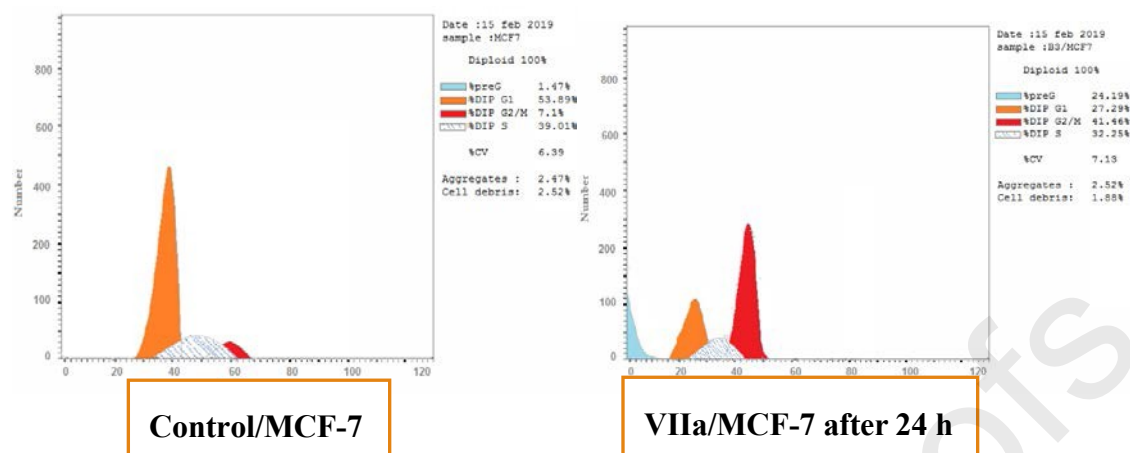 Date :15 feb 2019
sample :MCF7
Diploid 100%
%preG 1.47%
%DIP G1 53.89%
%DIP G2/M 7.1%
%DIP S 39.01%
%CV 6.39
Aggregates : 2.47%
Cell debris: 2.52%
Number
800
600
400
200
100
0
0 20 40 60 80 100 120
Control/MCF-7
Date :15 feb 2019
sample :B3/MCF7
Diploid 100%
%preG 24.19%
%DIP G1 27.29%
%DIP G2/M 41.46%
%DIP S 32.25%
%CV 7.13
Aggregates : 2.52%
Cell debris: 1.88%
Number
800
600
400
200
100
0
0 20 40 60 80 100 120
VIIa/MCF-7 after 24 h
ofs